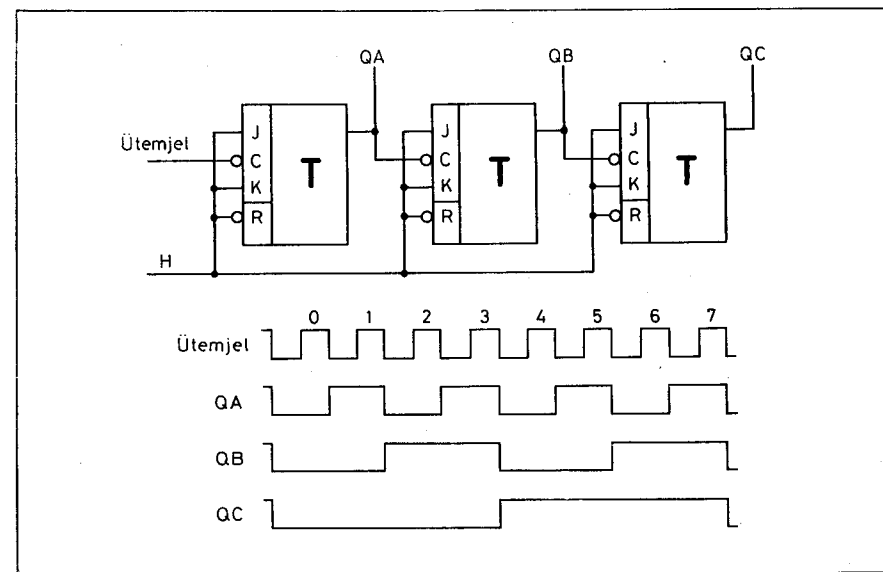 QA QB QC
J J J
Ütemjel C T C T C T
K K K
R R R
H
0 1 2 3 4 5 6 7
Ütemjel
QA
QB
QC